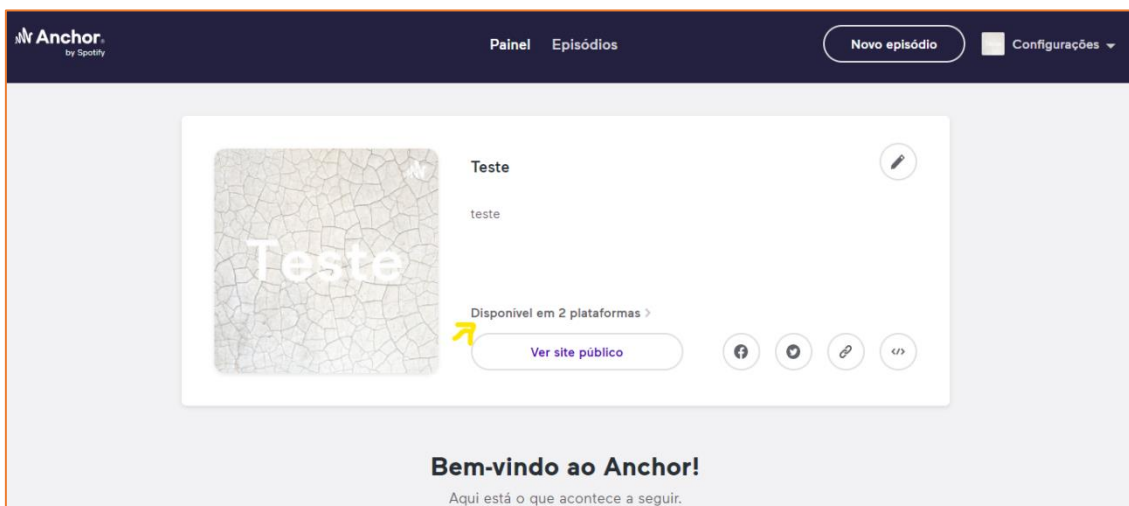 Anchor.
by Spotify
Painel Episódios Novo episódio Configurações
Teste
Teste
teste
Disponível em 2 plataformas >
Ver site público
</>
Bem-vindo ao Anchor!
Aqui está o que acontece a seguir.